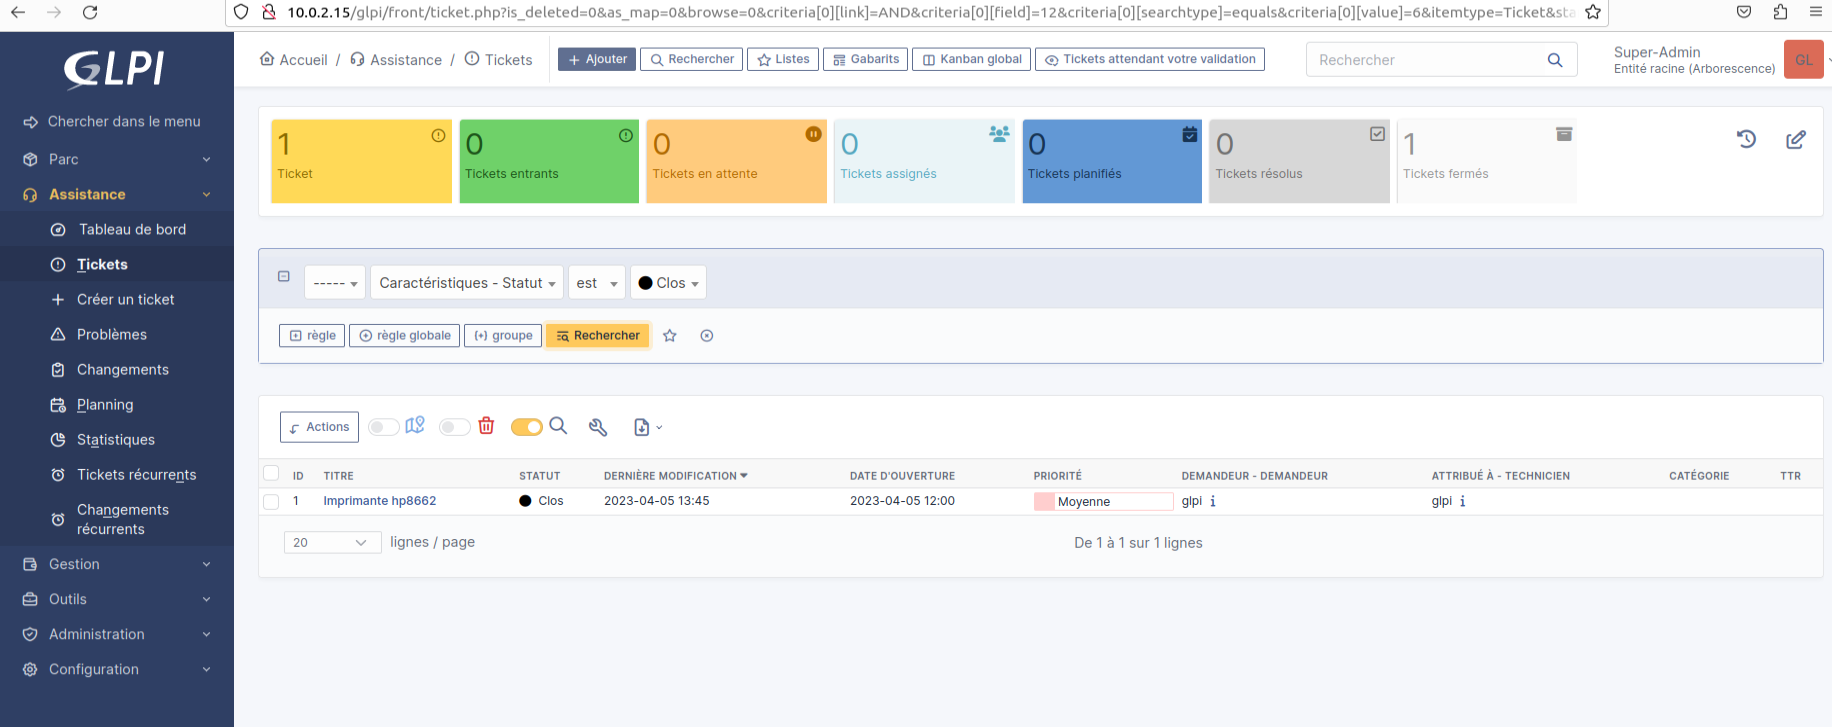 10.0.2.15/glpi/front/ticket.php?is_deleted=0&as_map=0&browse=0&criteria[0][link]=AND&criteria[0][field]=12&criteria[0][searchtype]=equals&criteria[0][value]=6&itemtype=Ticket&sta
GLPI
Accueil / Assistance / Tickets
Ajouter
Rechercher
Listes
Gabarits
Kanban global
Tickets attendant votre validation
Rechercher
Super-Admin
Entité racine (Arborescence)
GL
Chercher dans le menu
Parc
Assistance
Tableau de bord
Tickets
Créer un ticket
Problèmes
Changements
Planning
Statistiques
Tickets récurrents
Changements
récurrents
Gestion
Outils
Administration
Configuration
1
Ticket
0
Tickets entrants
0
Tickets en attente
0
Tickets assignés
0
Tickets planifiés
0
Tickets résolus
1
Tickets fermés
-----
Caractéristiques - Statut
est
Clos
règle
règle globale
(+) groupe
Rechercher
Actions
ID TITRE STATUT DERNIÈRE MODIFICATION DATE D'OUVERTURE PRIORITÉ DEMANDEUR - DEMANDEUR ATTRIBUÉ À - TECHNICIEN CATÉGORIE TTR
1 Imprimante hp8662 Clos 2023-04-05 13:45 2023-04-05 12:00 Moyenne glpi i glpi i
20 lignes / page De 1 à 1 sur 1 lignes